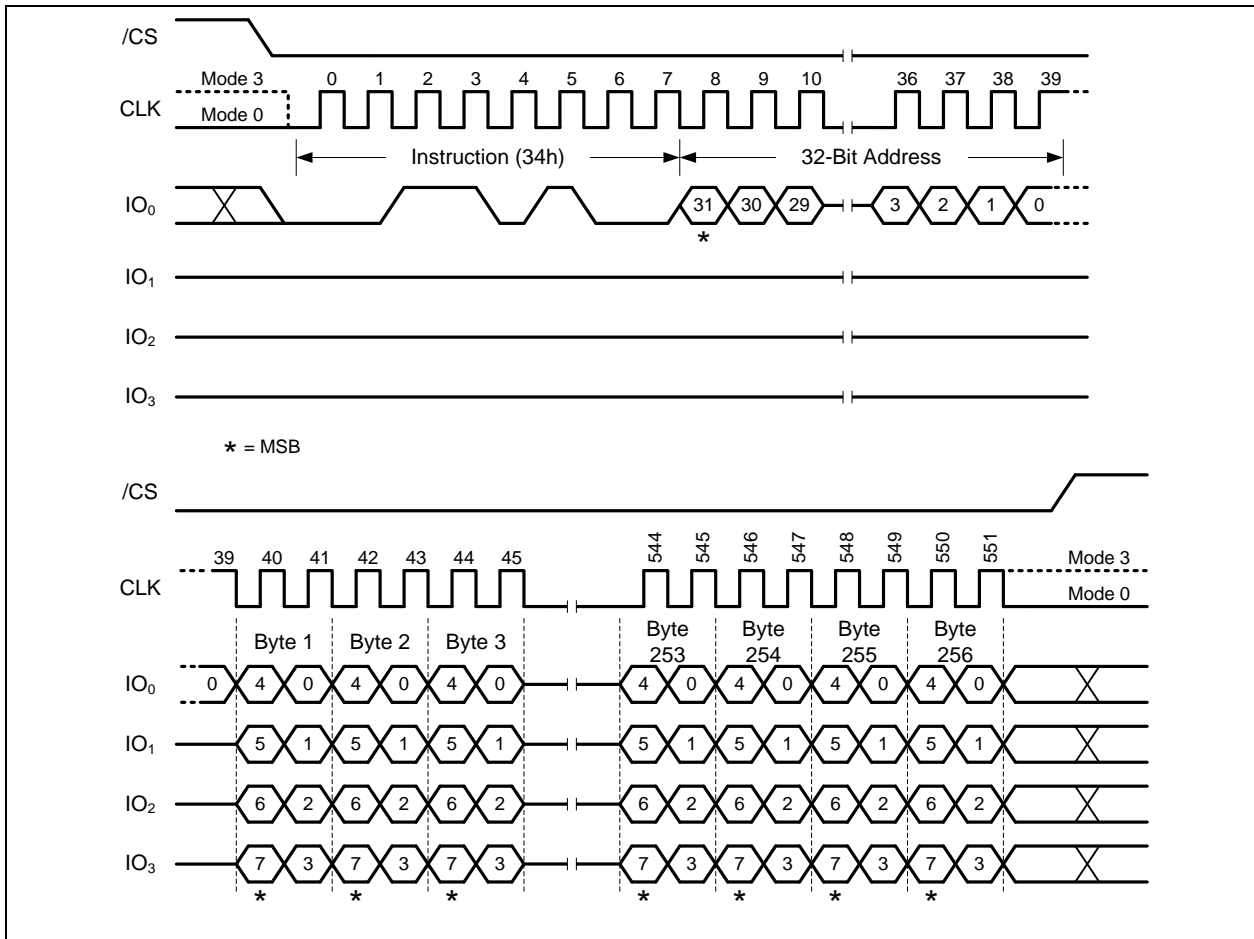 /CS
Mode 3 0 1 2 3 4 5 6 7 8 9 10 36 37 38 39
CLK
Mode 0
Instruction (34h) 32-Bit Address
IO₀ 31 30 29 3 2 1 0
*
IO₁
IO₂
IO₃
* = MSB
/CS
39 40 41 42 43 44 45 544 545 546 547 548 549 550 551 Mode 3
CLK
Mode 0
Byte 1 Byte 2 Byte 3 Byte 253 Byte 254 Byte 255 Byte 256
IO₀ 0 4 0 4 0 4 0 4 0 4 0 4 0 4 0
IO₁ 5 1 5 1 5 1 5 1 5 1 5 1 5 1
IO₂ 6 2 6 2 6 2 6 2 6 2 6 2 6 2
IO₃ 7 3 7 3 7 3 7 3 7 3 7 3 7 3
* * * * * * *